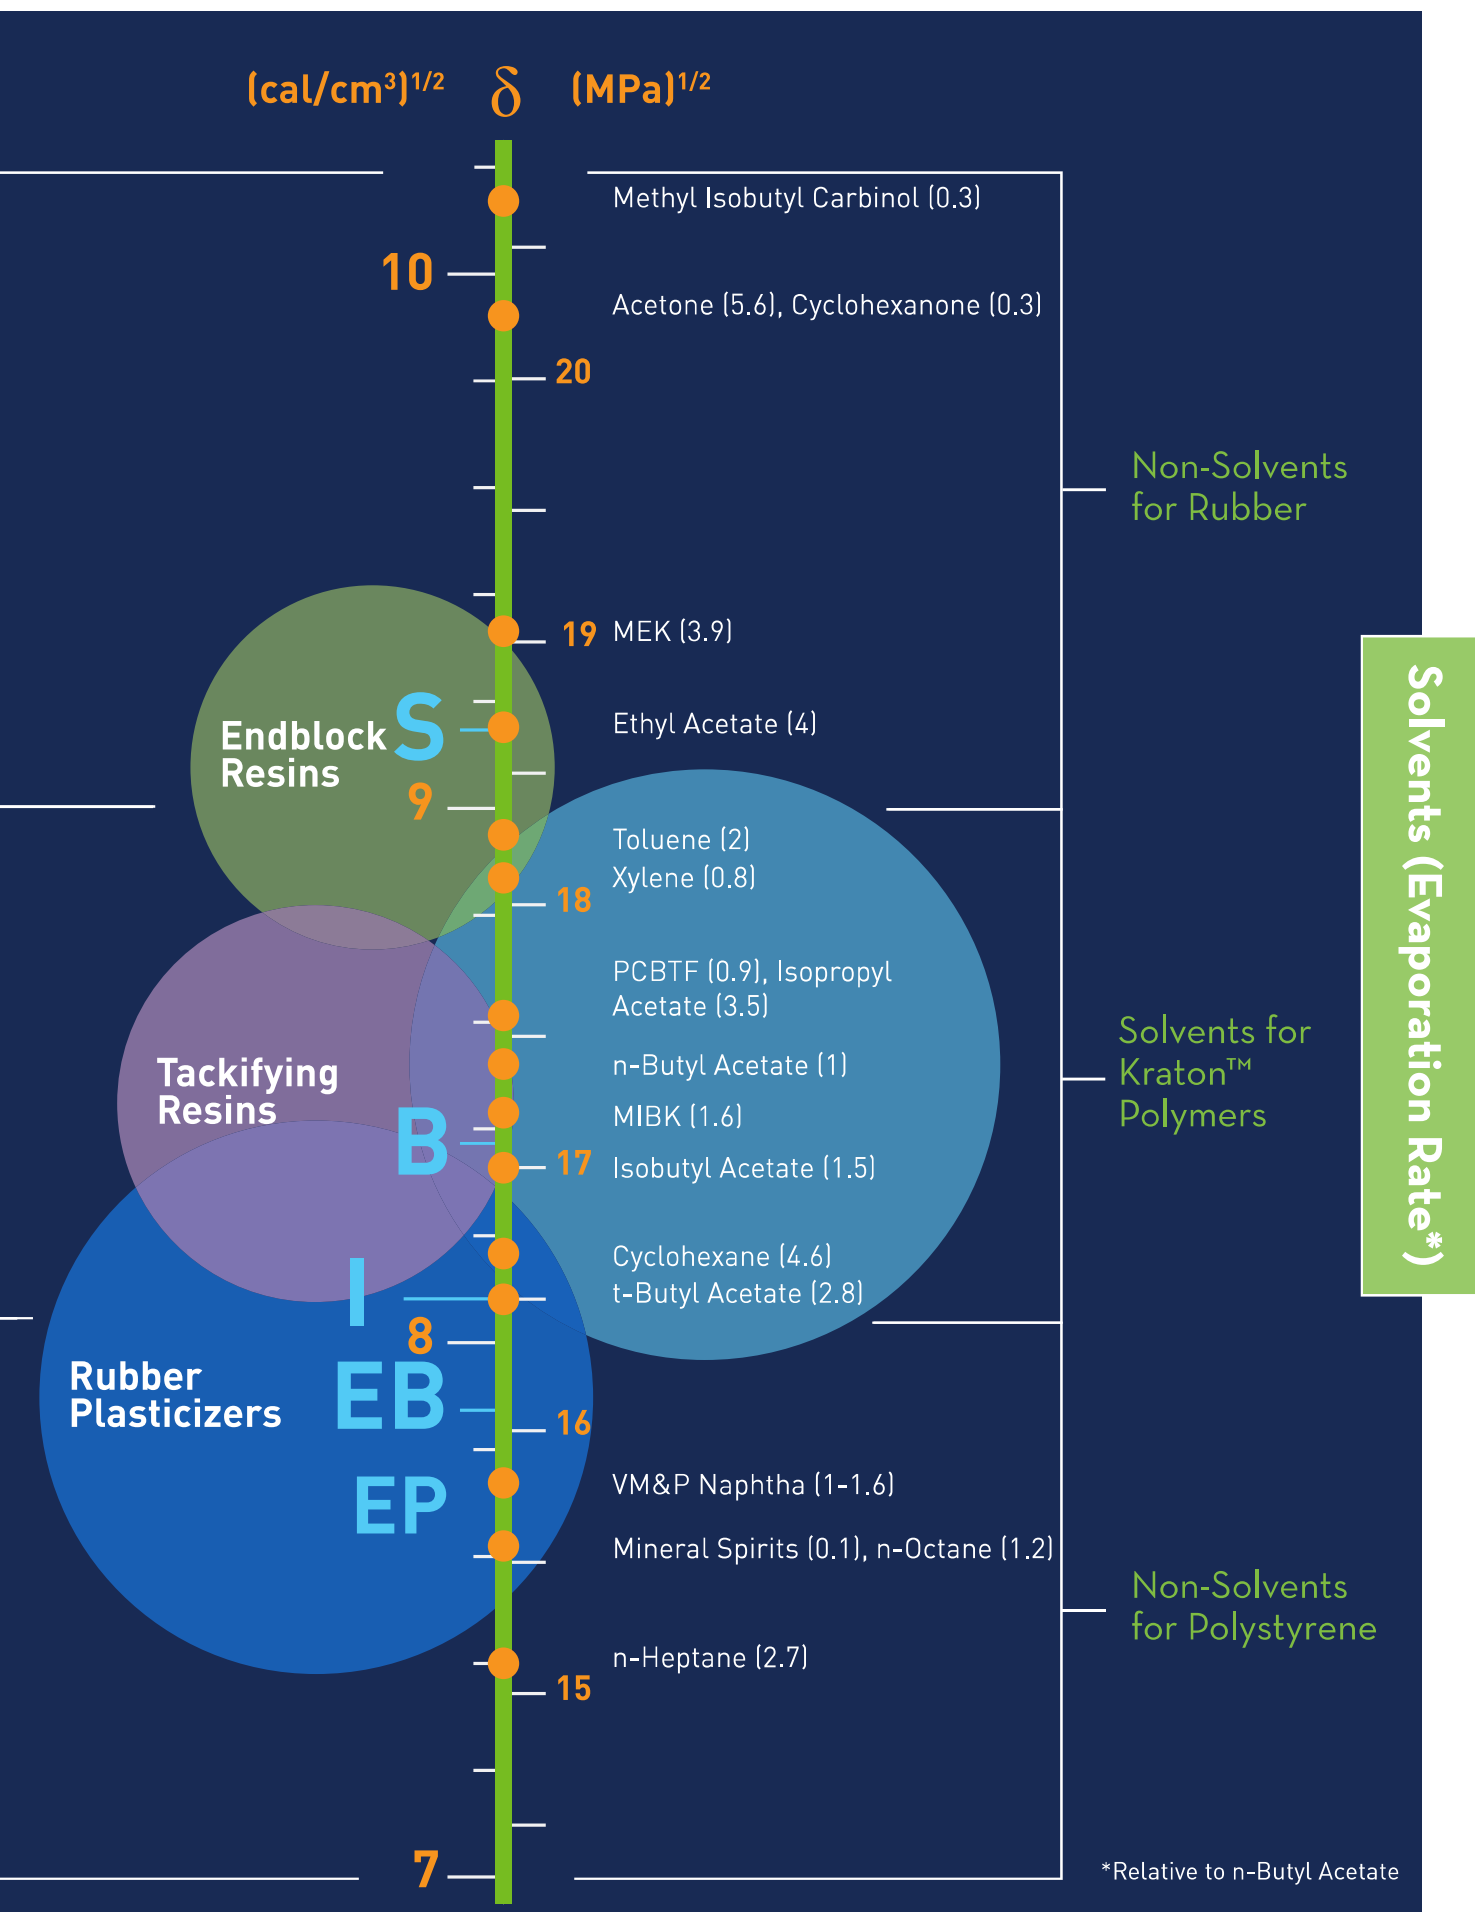 (cal/cm³)¹/² δ (MPa)¹/²
Methyl Isobutyl Carbinol (0.3)
10
Acetone (5.6), Cyclohexanone (0.3)
20
Non-Solvents
for Rubber
19 MEK (3.9)
S
Ethyl Acetate (4)
Endblock
Resins
9
Toluene (2)
Xylene (0.8)
18
PCBTF (0.9), Isopropyl
Acetate (3.5)
Solvents for
Kraton™
Polymers
n-Butyl Acetate (1)
Tackifying
Resins
B
MIBK (1.6)
17 Isobutyl Acetate (1.5)
Cyclohexane (4.6)
I
t-Butyl Acetate (2.8)
8
Rubber
Plasticizers
EB
16
VM&P Naphtha (1-1.6)
EP
Mineral Spirits (0.1), n-Octane (1.2)
Non-Solvents
for Polystyrene
n-Heptane (2.7)
15
7
*Relative to n-Butyl Acetate
Solvents (Evaporation Rate*)